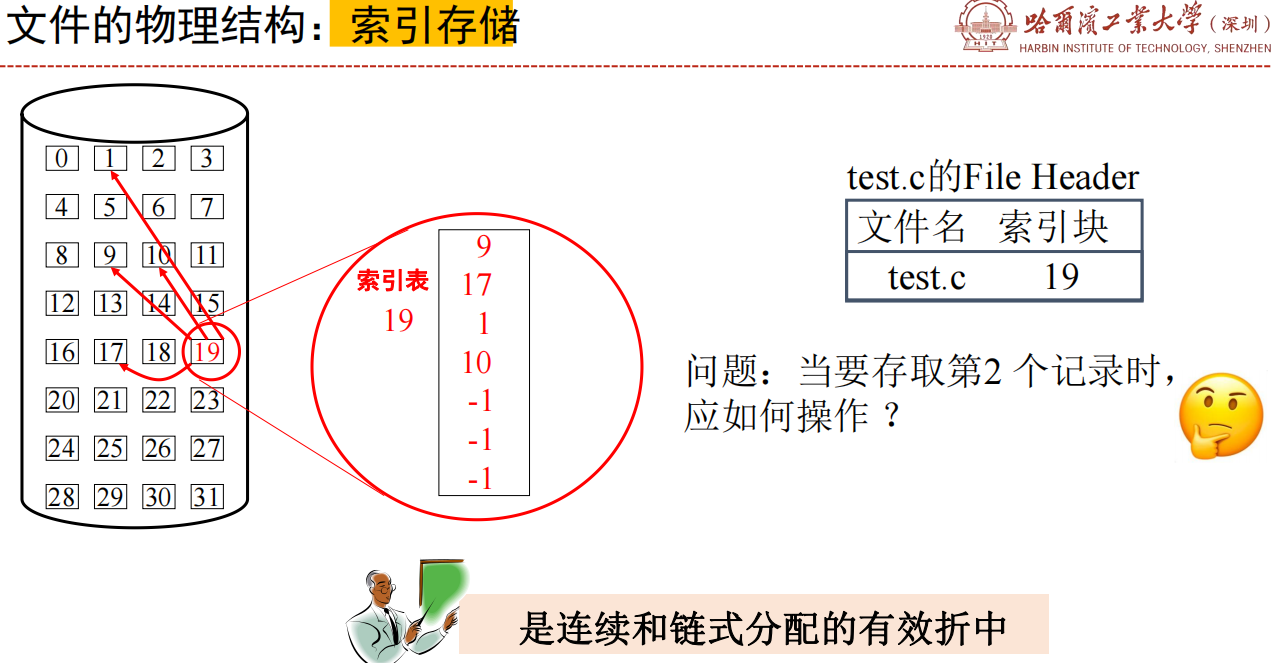 文件的物理结构：索引存储
哈尔滨工业大学（深圳）
HARBIN INSTITUTE OF TECHNOLOGY, SHENZHEN
1920
HIT
0 1 2 3
4 5 6 7
8 9 10 11
12 13 14 15
16 17 18 19
20 21 22 23
24 25 26 27
28 29 30 31
索引表
19
9
17
1
10
-1
-1
-1
test.c的File Header
文件名 索引块
test.c 19
问题：当要存取第2 个记录时，
应如何操作 ？
是连续和链式分配的有效折中